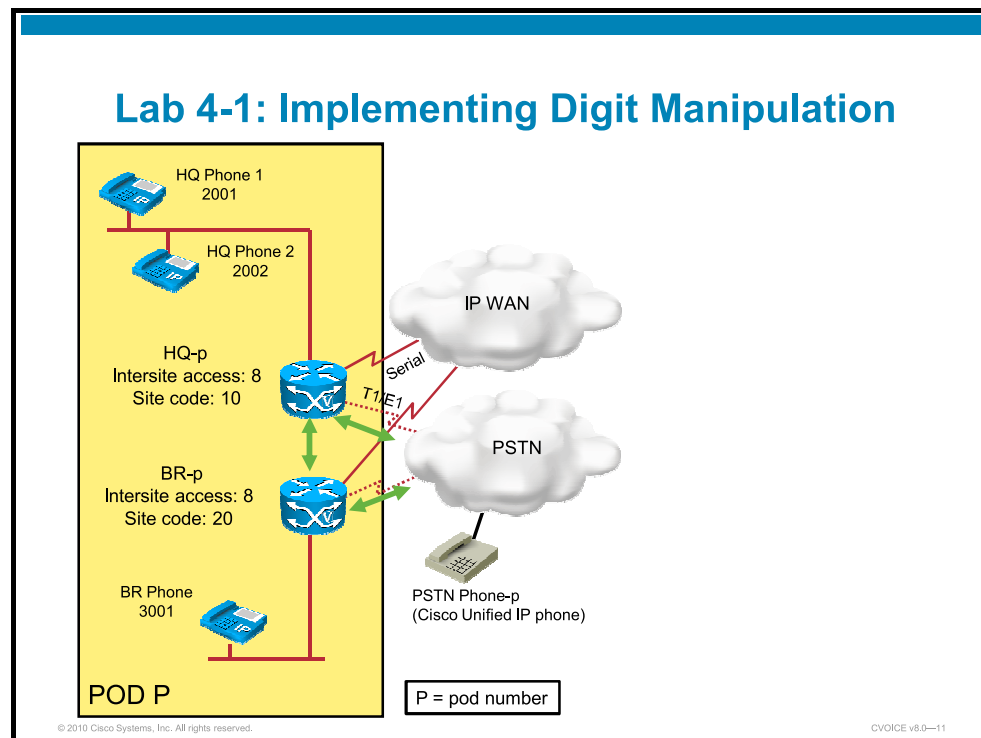 Lab 4-1: Implementing Digit Manipulation
HQ Phone 1
2001
IP
HQ Phone 2
2002
IP
IP WAN
HQ-p
Intersite access: 8
Site code: 10
V
Serial
T1/E1
PSTN
BR-p
Intersite access: 8
Site code: 20
V
BR Phone
3001
IP
PSTN Phone-p
(Cisco Unified IP phone)
POD P
P = pod number
© 2010 Cisco Systems, Inc. All rights reserved.
CVOICE v8.0—11